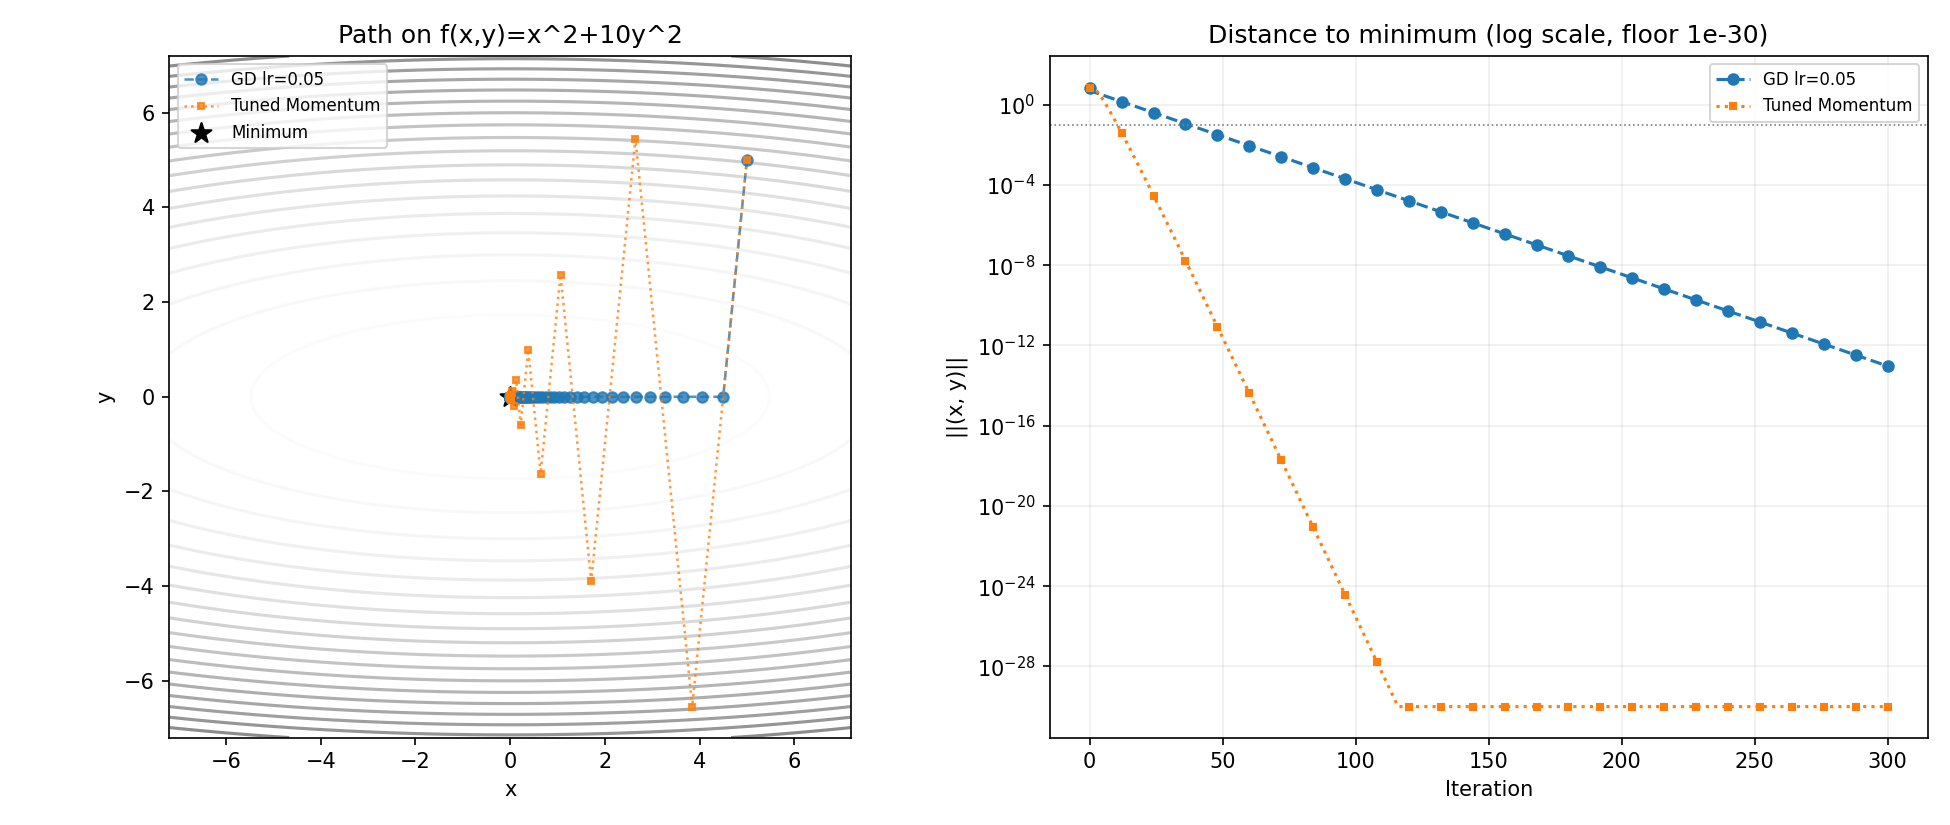 Path on f(x,y)=x^2+10y^2
GD lr=0.05
Tuned Momentum
Minimum
6
4
2
0
−2
−4
−6
y
−6 −4 −2 0 2 4 6
x
Distance to minimum (log scale, floor 1e-30)
GD lr=0.05
Tuned Momentum
10^0
10^−4
10^−8
10^−12
10^−16
10^−20
10^−24
10^−28
||(x, y)||
0 50 100 150 200 250 300
Iteration